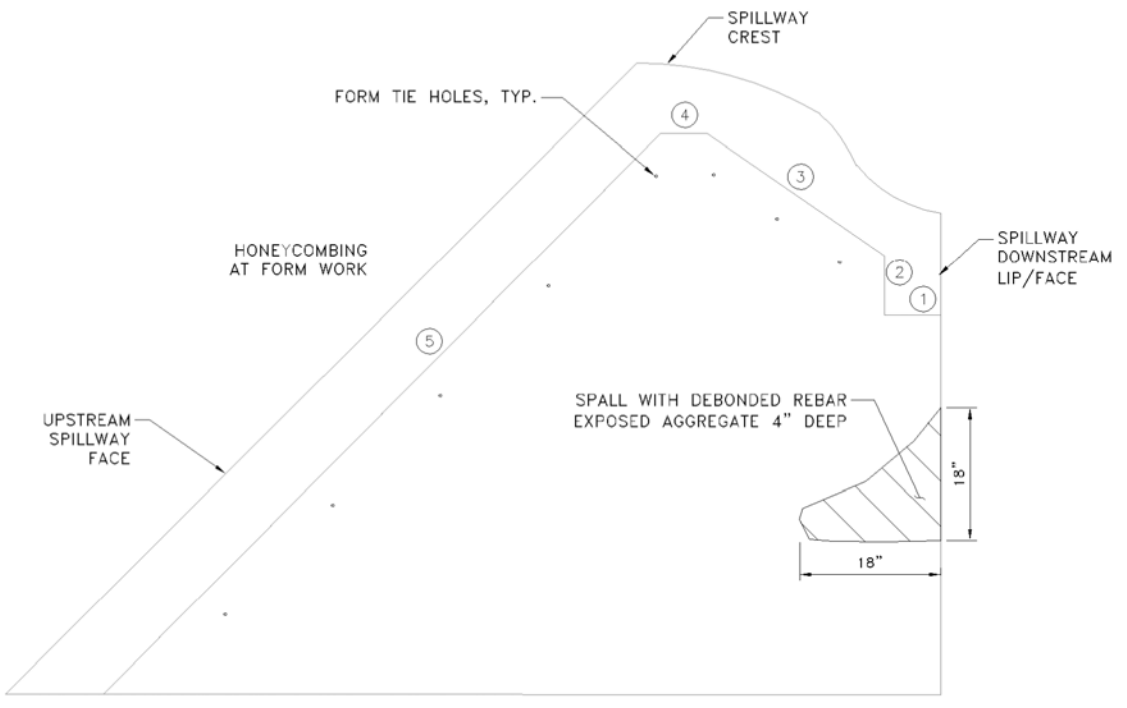 SPILLWAY
CREST
FORM TIE HOLES, TYP.
4
3
HONEYCOMBING
AT FORM WORK
SPILLWAY
DOWNSTREAM
LIP/FACE
2
1
5
SPALL WITH DEBONDED REBAR
EXPOSED AGGREGATE 4" DEEP
UPSTREAM
SPILLWAY
FACE
18"
18"